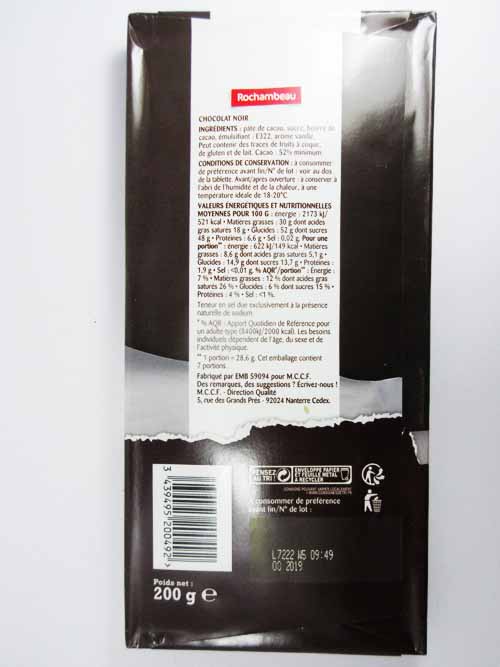 Rochambeau
CHOCOLAT NOIR
INGRÉDIENTS : pâte de cacao, sucre, beurre de
cacao, émulsifiant : E322, arôme vanille.
Peut contenir des traces de fruits à coque,
de gluten et de lait. Cacao : 52% minimum.
CONDITIONS DE CONSERVATION : à consommer
de préférence avant fin/N° de lot : voir au dos
de la tablette. Avant/après ouverture : à conserver à
l'abri de l'humidité et de la chaleur, à une
température idéale de 18-20°C.
VALEURS ÉNERGÉTIQUES ET NUTRITIONNELLES
MOYENNES POUR 100 G : énergie : 2173 kJ/
521 kcal • Matières grasses : 30 g dont acides
gras saturés 18 g • Glucides : 52 g dont sucres
48 g • Protéines : 6,6 g • Sel : 0,02 g. Pour une
portion** : énergie : 622 kJ/149 kcal • Matières
grasses : 8,6 g dont acides gras saturés 5,1 g •
Glucides : 14,9 g dont sucres 13,7 g • Protéines :
1,9 g • Sel : <0,01 g. % AQR*/portion** : Énergie :
7 % • Matières grasses : 12 % dont acides gras
saturés 26 % • Glucides : 6 % dont sucres 15 % •
Protéines : 4 % • Sel : <1 %.
Teneur en sel due exclusivement à la présence
naturelle de sodium.
* % AQR : Apport Quotidien de Référence pour
un adulte type (8400kJ/2000 kcal). Les besoins
individuels dépendent de l'âge, du sexe et de
l'activité physique.
** 1 portion = 28,6 g. Cet emballage contient
7 portions.
Fabriqué par EMB 59094 pour M.C.C.F.
Des remarques, des suggestions ? Écrivez-nous !
M.C.C.F. - Direction Qualité
5, rue des Grands Prés - 92024 Nanterre Cedex.
PENSEZ
AU TRI !
ENVELOPPE PAPIER
ET FEUILLE MÉTAL
À RECYCLER
À consommer de préférence
avant fin/N° de lot :
L7222 W5 09:49
00 2019
3 439495 200492 >
Poids net :
200 g e